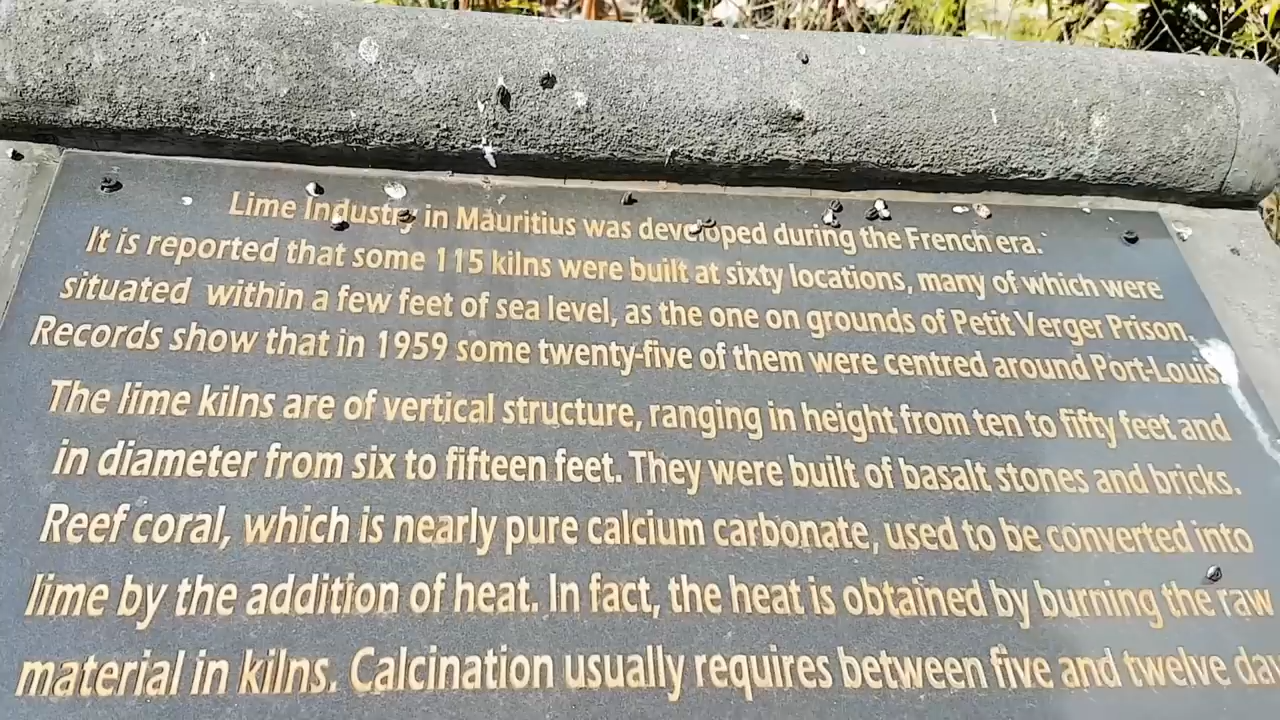 Lime Industry in Mauritius was developed during the French era.
It is reported that some 115 kilns were built at sixty locations, many of which were
situated within a few feet of sea level, as the one on grounds of Petit Verger Prison.
Records show that in 1959 some twenty-five of them were centred around Port-Louis
The lime kilns are of vertical structure, ranging in height from ten to fifty feet and
in diameter from six to fifteen feet. They were built of basalt stones and bricks.
Reef coral, which is nearly pure calcium carbonate, used to be converted into
lime by the addition of heat. In fact, the heat is obtained by burning the raw
material in kilns. Calcination usually requires between five and twelve